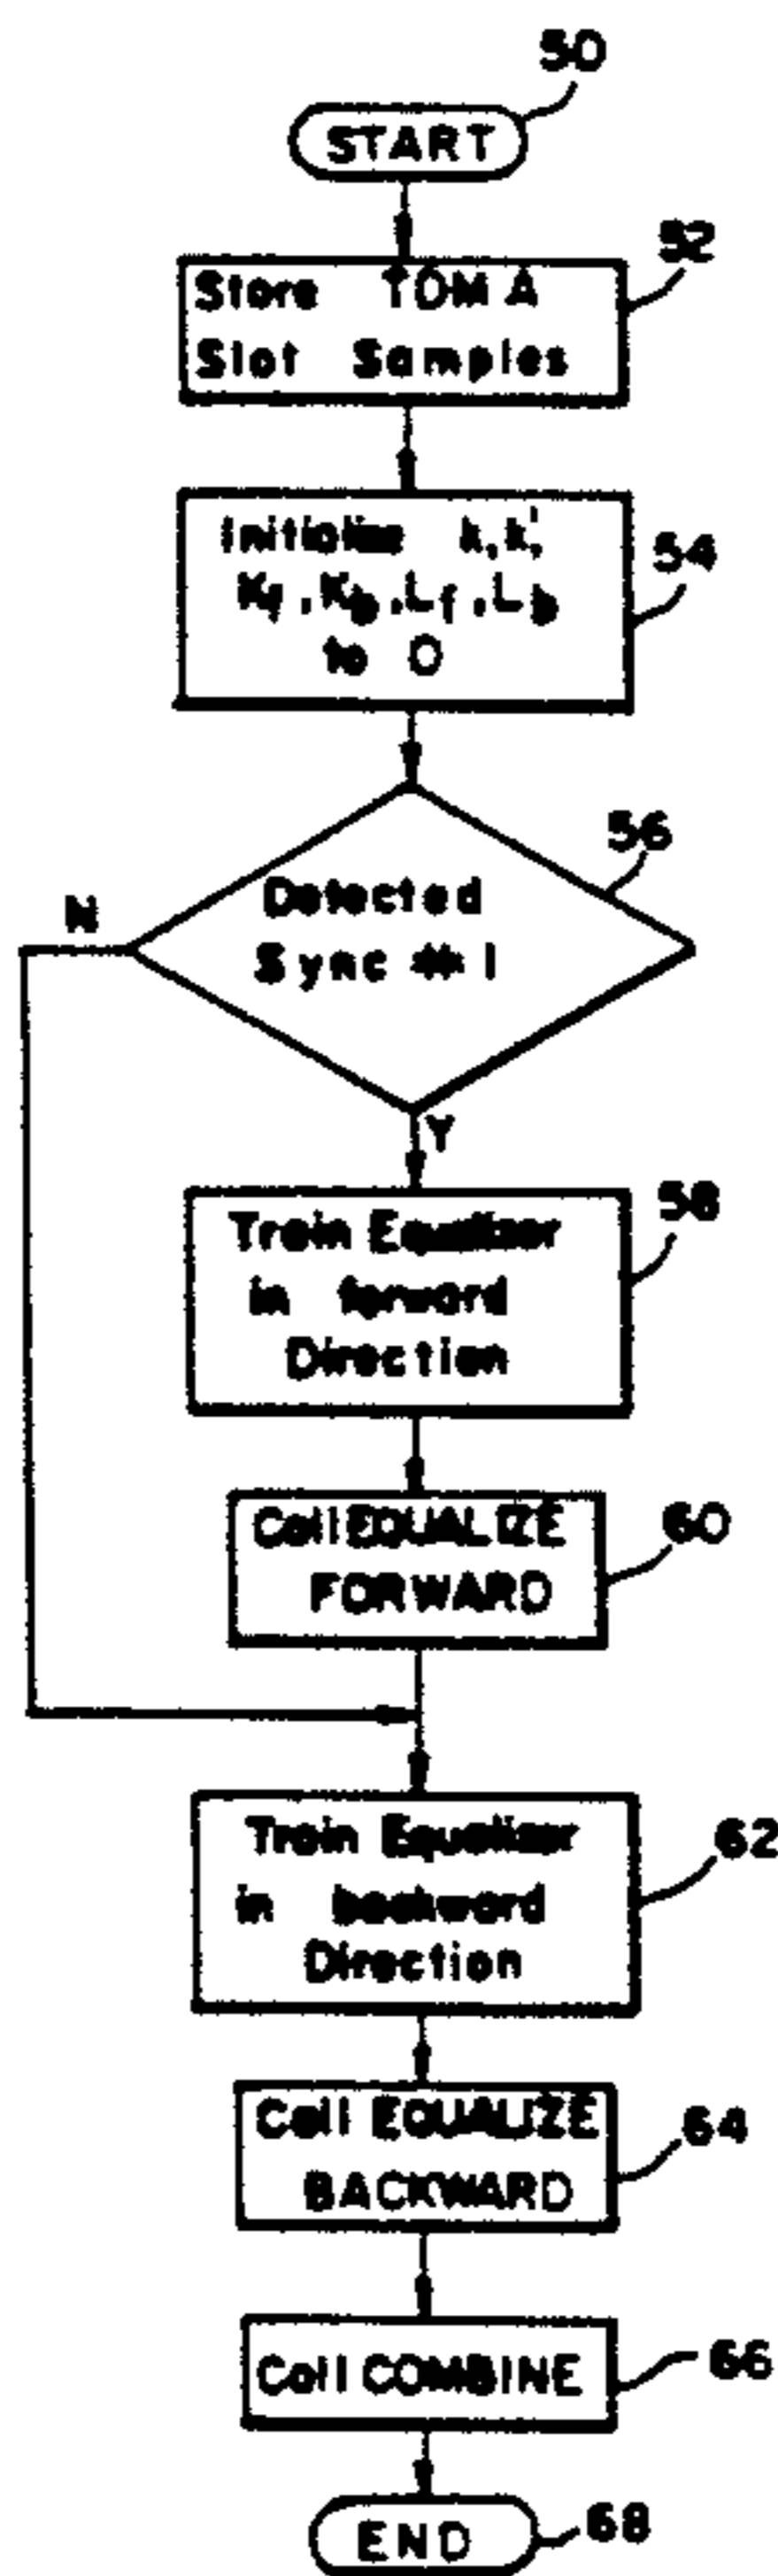 50
START
52
Store TDMA
Slot Samples
54
Initialize k, k',
Kf, Kb, Lf, Lb
to 0
56
Detected
Sync #1
N
Y
58
Train Equalizer
in forward
Direction
60
Call EQUALIZE
FORWARD
62
Train Equalizer
in backward
Direction
64
Call EQUALIZE
BACKWARD
66
Call COMBINE
68
END